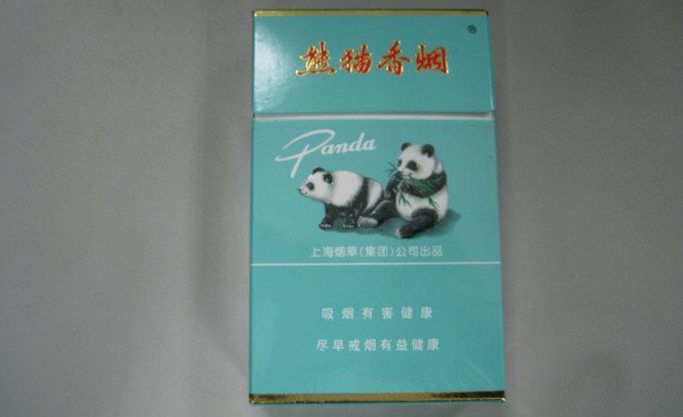 熊猫香烟 ®
Panda
上海烟草(集团)公司出品
吸烟有害健康
尽早戒烟有益健康